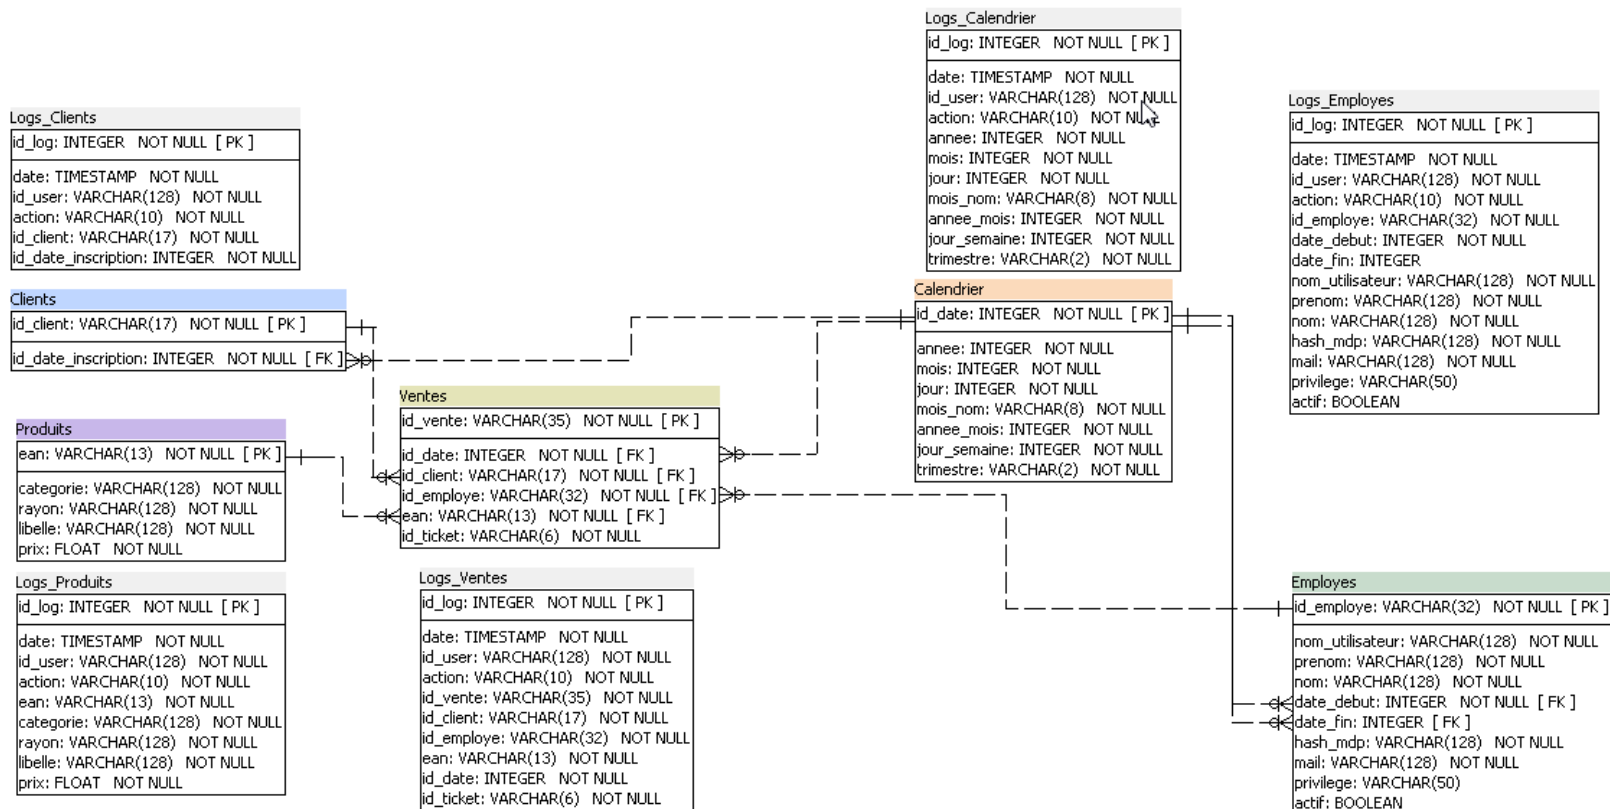 Logs_Calendrier
id_log: INTEGER NOT NULL [ PK ]
date: TIMESTAMP NOT NULL
id_user: VARCHAR(128) NOT NULL
action: VARCHAR(10) NOT NULL
annee: INTEGER NOT NULL
mois: INTEGER NOT NULL
jour: INTEGER NOT NULL
mois_nom: VARCHAR(8) NOT NULL
annee_mois: INTEGER NOT NULL
jour_semaine: INTEGER NOT NULL
trimestre: VARCHAR(2) NOT NULL
Logs_Employes
id_log: INTEGER NOT NULL [ PK ]
date: TIMESTAMP NOT NULL
id_user: VARCHAR(128) NOT NULL
action: VARCHAR(10) NOT NULL
id_employe: VARCHAR(32) NOT NULL
date_debut: INTEGER NOT NULL
date_fin: INTEGER
nom_utilisateur: VARCHAR(128) NOT NULL
prenom: VARCHAR(128) NOT NULL
nom: VARCHAR(128) NOT NULL
hash_mdp: VARCHAR(128) NOT NULL
mail: VARCHAR(128) NOT NULL
privilege: VARCHAR(50)
actif: BOOLEAN
Logs_Clients
id_log: INTEGER NOT NULL [ PK ]
date: TIMESTAMP NOT NULL
id_user: VARCHAR(128) NOT NULL
action: VARCHAR(10) NOT NULL
id_client: VARCHAR(17) NOT NULL
id_date_inscription: INTEGER NOT NULL
Clients
id_client: VARCHAR(17) NOT NULL [ PK ]
id_date_inscription: INTEGER NOT NULL [ FK ]
Calendrier
id_date: INTEGER NOT NULL [ PK ]
annee: INTEGER NOT NULL
mois: INTEGER NOT NULL
jour: INTEGER NOT NULL
mois_nom: VARCHAR(8) NOT NULL
annee_mois: INTEGER NOT NULL
jour_semaine: INTEGER NOT NULL
trimestre: VARCHAR(2) NOT NULL
Ventes
id_vente: VARCHAR(35) NOT NULL [ PK ]
id_date: INTEGER NOT NULL [ FK ]
id_client: VARCHAR(17) NOT NULL [ FK ]
id_employe: VARCHAR(32) NOT NULL [ FK ]
ean: VARCHAR(13) NOT NULL [ FK ]
id_ticket: VARCHAR(6) NOT NULL
Produits
ean: VARCHAR(13) NOT NULL [ PK ]
categorie: VARCHAR(128) NOT NULL
rayon: VARCHAR(128) NOT NULL
libelle: VARCHAR(128) NOT NULL
prix: FLOAT NOT NULL
Logs_Produits
id_log: INTEGER NOT NULL [ PK ]
date: TIMESTAMP NOT NULL
id_user: VARCHAR(128) NOT NULL
action: VARCHAR(10) NOT NULL
ean: VARCHAR(13) NOT NULL
categorie: VARCHAR(128) NOT NULL
rayon: VARCHAR(128) NOT NULL
libelle: VARCHAR(128) NOT NULL
prix: FLOAT NOT NULL
Logs_Ventes
id_log: INTEGER NOT NULL [ PK ]
date: TIMESTAMP NOT NULL
id_user: VARCHAR(128) NOT NULL
action: VARCHAR(10) NOT NULL
id_vente: VARCHAR(35) NOT NULL
id_client: VARCHAR(17) NOT NULL
id_employe: VARCHAR(32) NOT NULL
ean: VARCHAR(13) NOT NULL
id_date: INTEGER NOT NULL
id_ticket: VARCHAR(6) NOT NULL
Employes
id_employe: VARCHAR(32) NOT NULL [ PK ]
nom_utilisateur: VARCHAR(128) NOT NULL
prenom: VARCHAR(128) NOT NULL
nom: VARCHAR(128) NOT NULL
date_debut: INTEGER NOT NULL [ FK ]
date_fin: INTEGER [ FK ]
hash_mdp: VARCHAR(128) NOT NULL
mail: VARCHAR(128) NOT NULL
privilege: VARCHAR(50)
actif: BOOLEAN